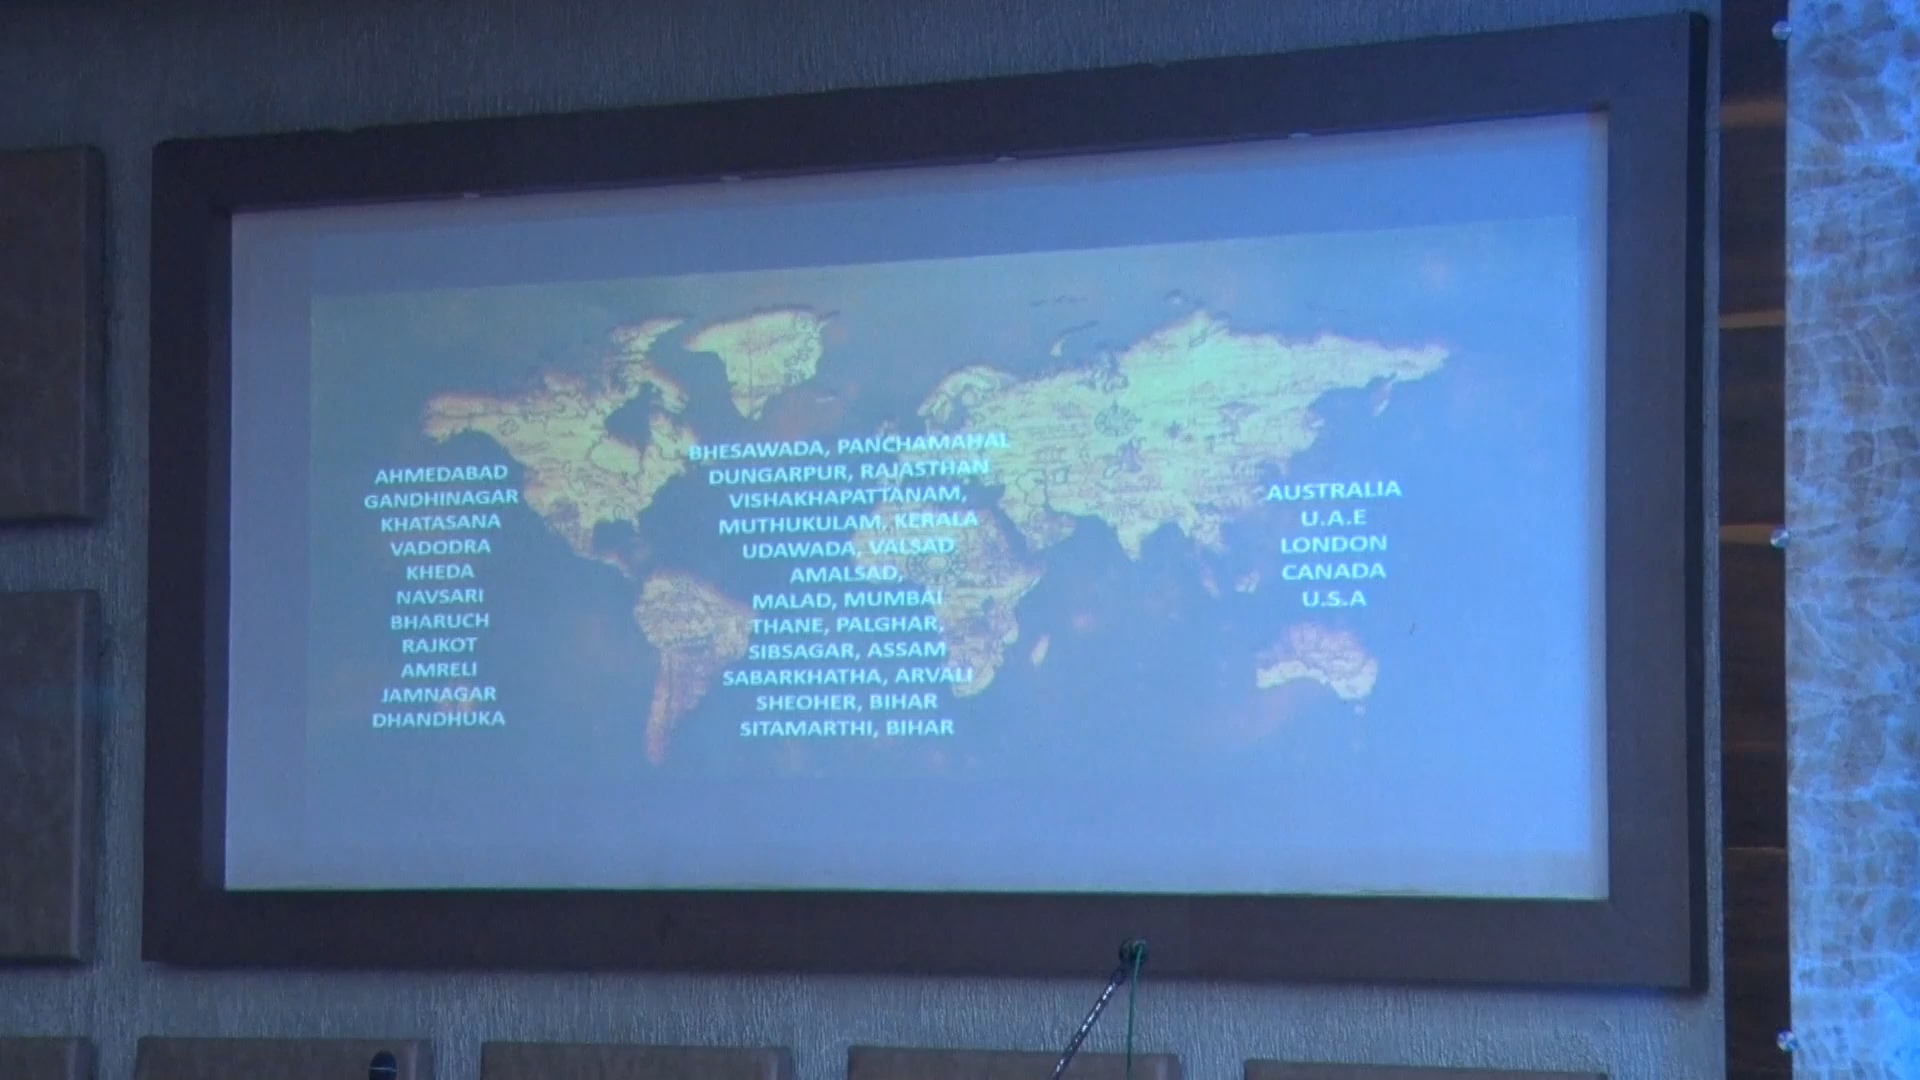 AHMEDABAD
GANDHINAGAR
KHATASANA
VADODRA
KHEDA
NAVSARI
BHARUCH
RAJKOT
AMRELI
JAMNAGAR
DHANDHUKA
BHESAWADA, PANCHAMAHAL
DUNGARPUR, RAJASTHAN
VISHAKHAPATTANAM,
MUTHUKULAM, KERALA
UDAWADA, VALSAD
AMALSAD,
MALAD, MUMBAI
THANE, PALGHAR,
SIBSAGAR, ASSAM
SABARKHATHA, ARVALI
SHEOHER, BIHAR
SITAMARTHI, BIHAR
AUSTRALIA
U.A.E
LONDON
CANADA
U.S.A